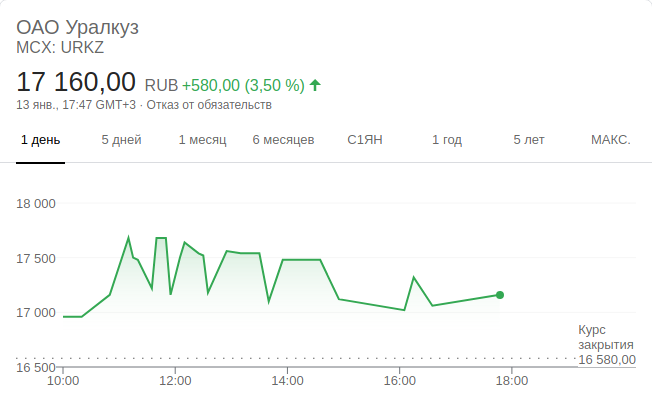 ОАО Уралкуз
MCX: URKZ
17 160,00 RUB +580,00 (3,50 %)
13 янв., 17:47 GMT+3 · Отказ от обязательств
1 день 5 дней 1 месяц 6 месяцев С1ЯН 1 год 5 лет МАКС.
18 000
17 500
17 000
Курс
закрытия
16 580,00
16 500
10:00 12:00 14:00 16:00 18:00